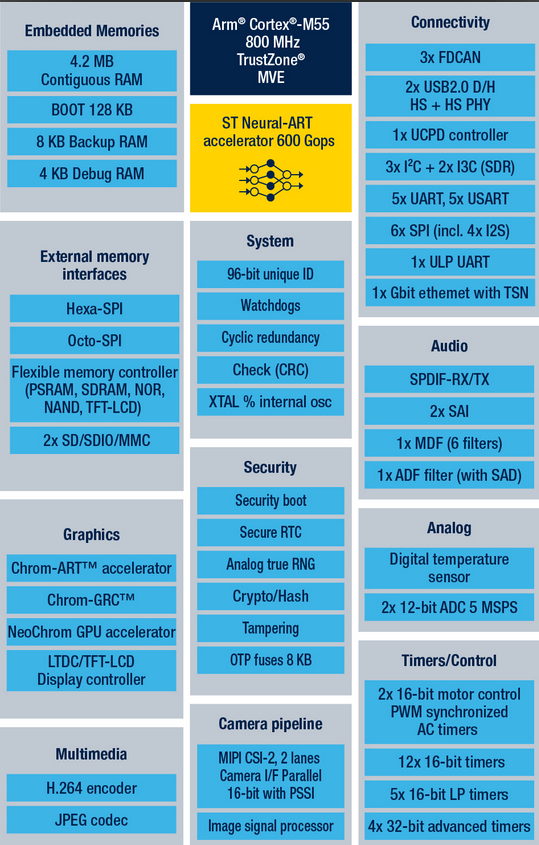 Embedded Memories
4.2 MB
Contiguous RAM
BOOT 128 KB
8 KB Backup RAM
4 KB Debug RAM
External memory
interfaces
Hexa-SPI
Octo-SPI
Flexible memory controller
(PSRAM, SDRAM, NOR,
NAND, TFT-LCD)
2x SD/SDIO/MMC
Graphics
Chrom-ART™ accelerator
Chrom-GRC™
NeoChrom GPU accelerator
LTDC/TFT-LCD
Display controller
Multimedia
H.264 encoder
JPEG codec
Arm® Cortex®-M55
800 MHz
TrustZone®
MVE
ST Neural-ART
accelerator 600 Gops
System
96-bit unique ID
Watchdogs
Cyclic redundancy
Check (CRC)
XTAL % internal osc
Security
Security boot
Secure RTC
Analog true RNG
Crypto/Hash
Tampering
OTP fuses 8 KB
Camera pipeline
MIPI CSI-2, 2 lanes
Camera I/F Parallel
16-bit with PSSI
Image signal processor
Connectivity
3x FDCAN
2x USB2.0 D/H
HS + HS PHY
1x UCPD controller
3x I²C + 2x I3C (SDR)
5x UART, 5x USART
6x SPI (incl. 4x I2S)
1x ULP UART
1x Gbit ethemet with TSN
Audio
SPDIF-RX/TX
2x SAI
1x MDF (6 filters)
1x ADF filter (with SAD)
Analog
Digital temperature
sensor
2x 12-bit ADC 5 MSPS
Timers/Control
2x 16-bit motor control
PWM synchronized
AC timers
12x 16-bit timers
5x 16-bit LP timers
4x 32-bit advanced timers